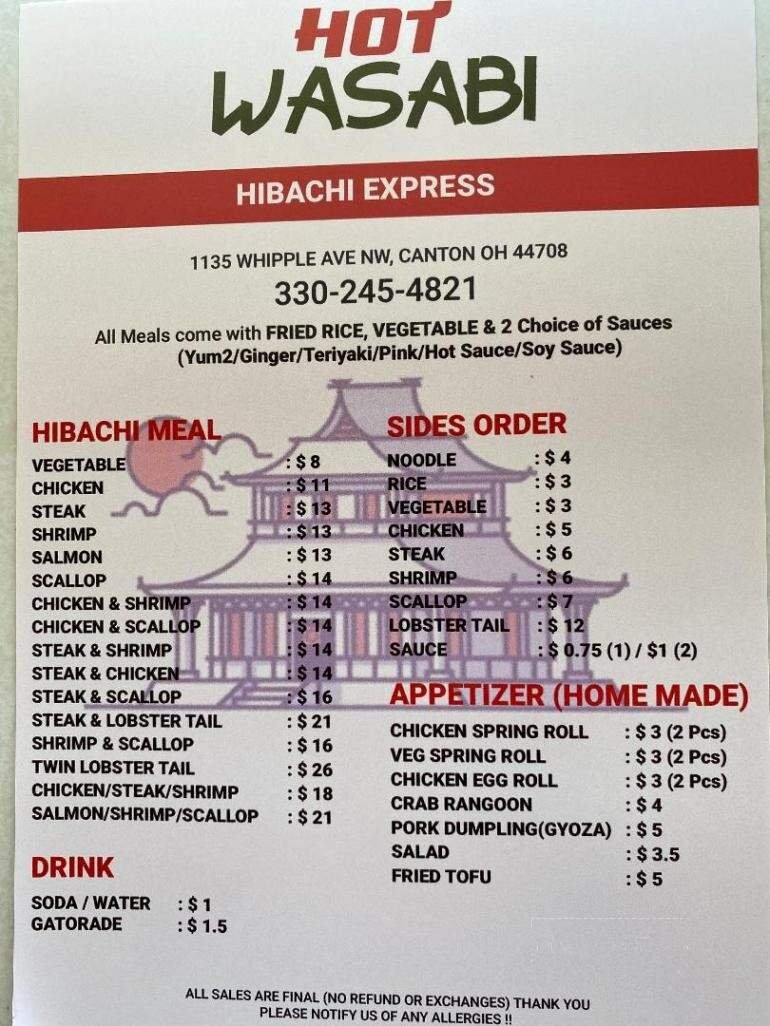 HOT
WASABI
HIBACHI EXPRESS
1135 WHIPPLE AVE NW, CANTON OH 44708
330-245-4821
All Meals come with FRIED RICE, VEGETABLE & 2 Choice of Sauces
(Yum2/Ginger/Teriyaki/Pink/Hot Sauce/Soy Sauce)
HIBACHI MEAL
VEGETABLE : $ 8
CHICKEN : $ 11
STEAK : $ 13
SHRIMP : $ 13
SALMON : $ 13
SCALLOP : $ 14
CHICKEN & SHRIMP : $ 14
CHICKEN & SCALLOP : $ 14
STEAK & SHRIMP : $ 14
STEAK & CHICKEN : $ 14
STEAK & SCALLOP : $ 16
STEAK & LOBSTER TAIL : $ 21
SHRIMP & SCALLOP : $ 16
TWIN LOBSTER TAIL : $ 26
CHICKEN/STEAK/SHRIMP : $ 18
SALMON/SHRIMP/SCALLOP : $ 21
DRINK
SODA / WATER : $ 1
GATORADE : $ 1.5
SIDES ORDER
NOODLE : $ 4
RICE : $ 3
VEGETABLE : $ 3
CHICKEN : $ 5
STEAK : $ 6
SHRIMP : $ 6
SCALLOP : $ 7
LOBSTER TAIL : $ 12
SAUCE : $ 0.75 (1) / $1 (2)
APPETIZER (HOME MADE)
CHICKEN SPRING ROLL : $ 3 (2 Pcs)
VEG SPRING ROLL : $ 3 (2 Pcs)
CHICKEN EGG ROLL : $ 3 (2 Pcs)
CRAB RANGOON : $ 4
PORK DUMPLING(GYOZA) : $ 5
SALAD : $ 3.5
FRIED TOFU : $ 5
ALL SALES ARE FINAL (NO REFUND OR EXCHANGES) THANK YOU
PLEASE NOTIFY US OF ANY ALLERGIES !!